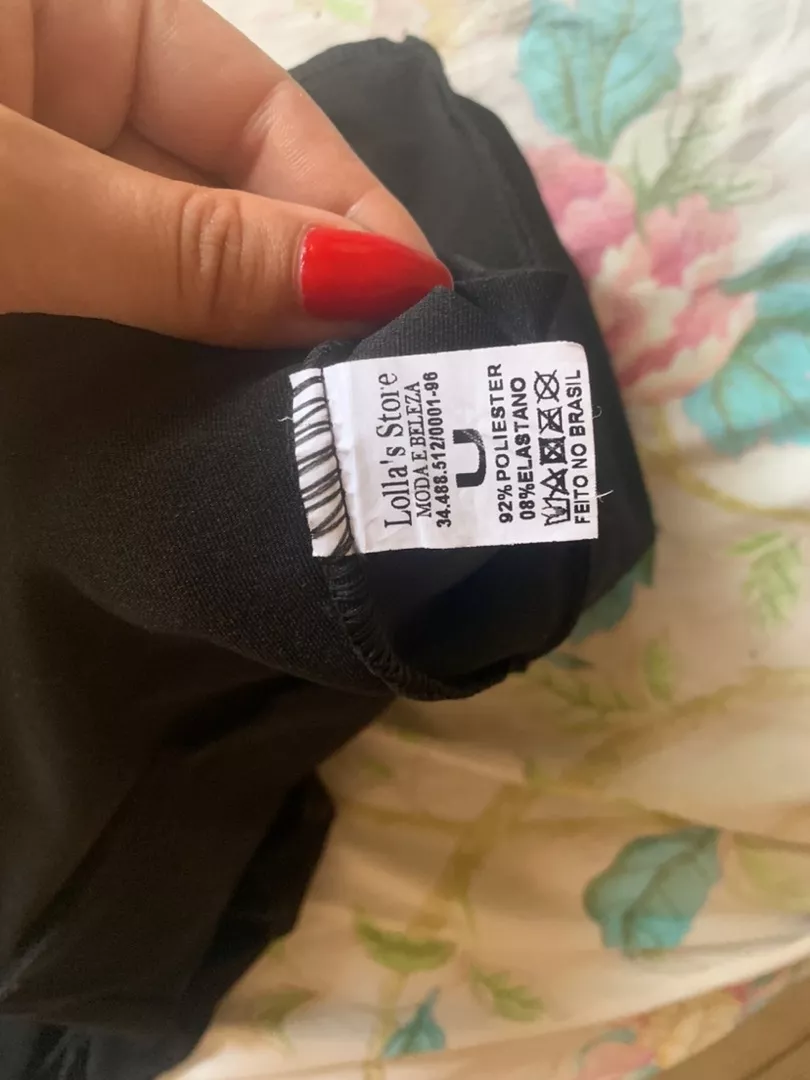 Lolla's Store
MODA E BELEZA
34.488.512/0001-96
U
92% POLIESTER
08%ELASTANO
FEITO NO BRASIL